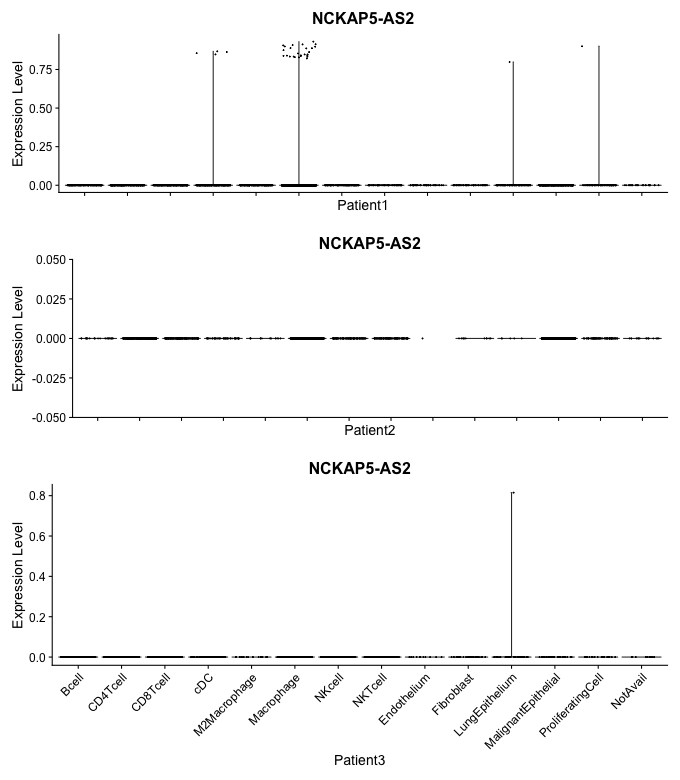 NCKAP5-AS2
Expression Level
0.75
0.50
0.25
0.00
Patient1
NCKAP5-AS2
Expression Level
0.050
0.025
0.000
-0.025
-0.050
Patient2
NCKAP5-AS2
Expression Level
0.8
0.6
0.4
0.2
0.0
Bcell
CD4Tcell
CD8Tcell
cDC
M2Macrophage
Macrophage
NKcell
NKTcell
Endothelium
Fibroblast
LungEpithelium
MalignantEpithelial
ProliferatingCell
NotAvail
Patient3